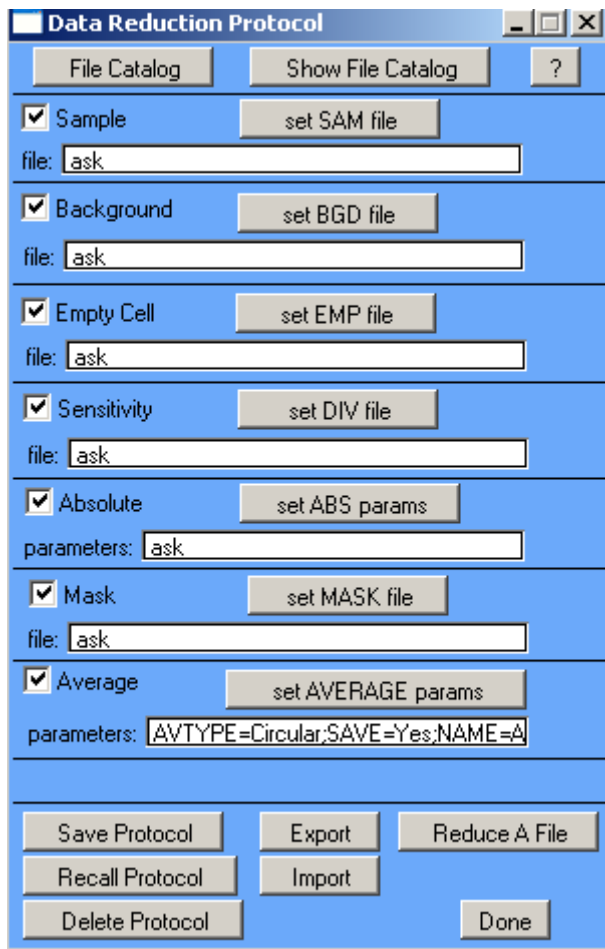 Data Reduction Protocol
File Catalog Show File Catalog ?
Sample set SAM file
file: ask
Background set BGD file
file: ask
Empty Cell set EMP file
file: ask
Sensitivity set DIV file
file: ask
Absolute set ABS params
parameters: ask
Mask set MASK file
file: ask
Average set AVERAGE params
parameters: AVTYPE=Circular;SAVE=Yes;NAME=A
Save Protocol Export Reduce A File
Recall Protocol Import
Delete Protocol Done